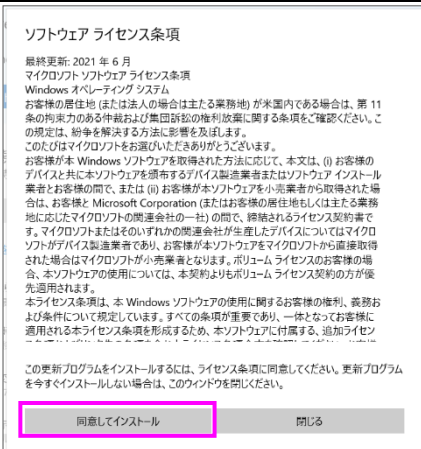 ソフトウェア ライセンス条項
最終更新: 2021 年 6 月
マイクロソフト ソフトウェア ライセンス条項
Windows オペレーティング システム
お客様の居住地 (または法人の場合は主たる業務地) が米国内である場合は、第 11
条の拘束力のある仲裁および集団訴訟の権利放棄に関する条項をご確認ください。こ
の規定は、紛争を解決する方法に影響を及ぼします。
このたびはマイクロソフトをお選びいただきありがとうございます。
お客様が本 Windows ソフトウェアを取得された方法に応じて、本文は、(i) お客様の
デバイスと共に本ソフトウェアを頒布するデバイス製造業者またはソフトウェア インストール
業者とお客様の間で、または (ii) お客様が本ソフトウェアを小売業者から取得された場
合は、お客様と Microsoft Corporation (またはお客様の居住地もしくは主たる業務
地に応じたマイクロソフトの関連会社の一社) の間で、締結されるライセンス契約書で
す。マイクロソフトまたはそのいずれかの関連会社が生産したデバイスについてはマイクロ
ソフトがデバイス製造業者であり、お客様が本ソフトウェアをマイクロソフトから直接取得
された場合はマイクロソフトが小売業者となります。ボリューム ライセンスのお客様の場
合、本ソフトウェアの使用については、本契約よりもボリューム ライセンス契約の方が優
先適用されます。
本ライセンス条項は、本 Windows ソフトウェアの使用に関するお客様の権利、義務お
よび条件について規定しています。すべての条項が重要であり、一体となってお客様に
適用される本ライセンス条項を形成するため、本ソフトウェアに付属する、追加ライセン
この更新プログラムをインストールするには、ライセンス条項に同意してください。更新プログラム
を今すぐインストールしない場合は、このウィンドウを閉じください。
同意してインストール
閉じる